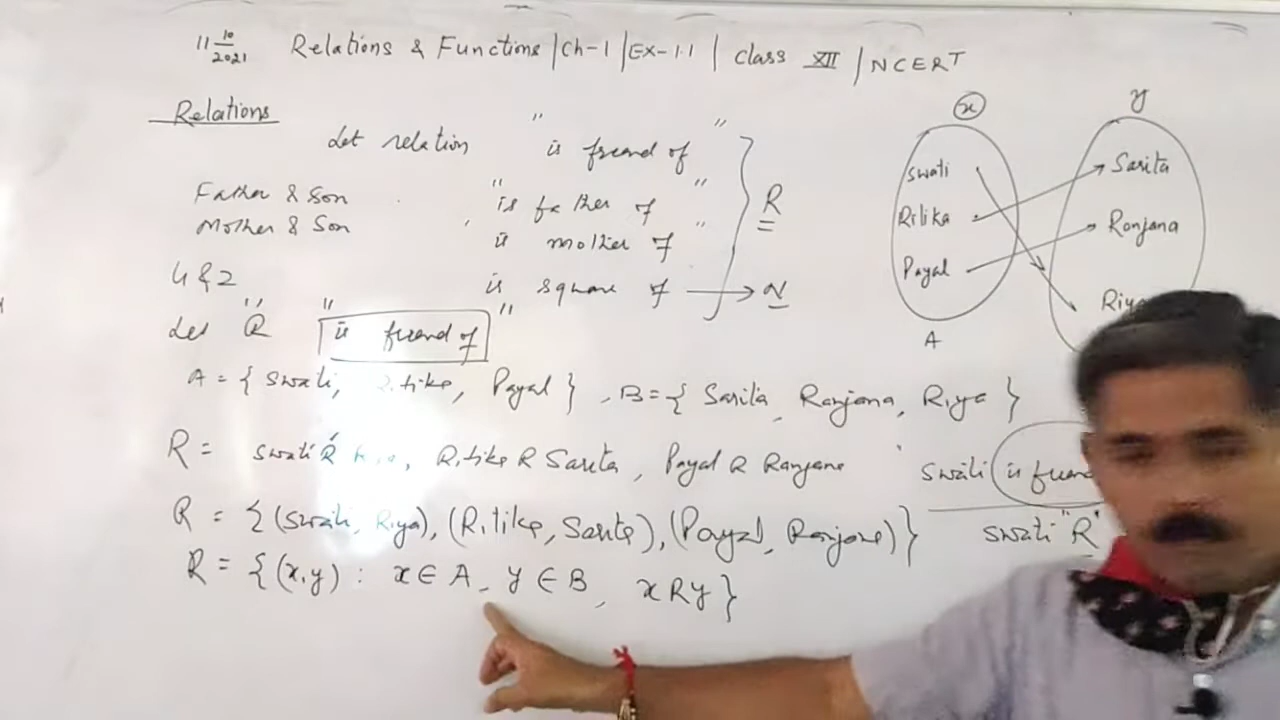 11 10/2021 Relations & Functions | Ch-1 | Ex-1.1 | Class XII | NCERT
Relations
Let relation "is friend of"
Father & Son "is father of"
Mother & Son is mother of
4 & 2 is square of → N
R
Let "R" "is friend of"
A = { Swati, Ritika, Payal } , B = { Sarita, Ranjana, Riya }
R = Swati R Riya, Ritika R Sarita, Payal R Ranjana
R = { (Swati, Riya), (Ritika, Sarita), (Payal, Ranjana) }
R = { (x, y) : x ∈ A, y ∈ B, x R y }
x y
Swati Sarita
Ritika Ranjana
Payal
A
Swati is
Swati "R"